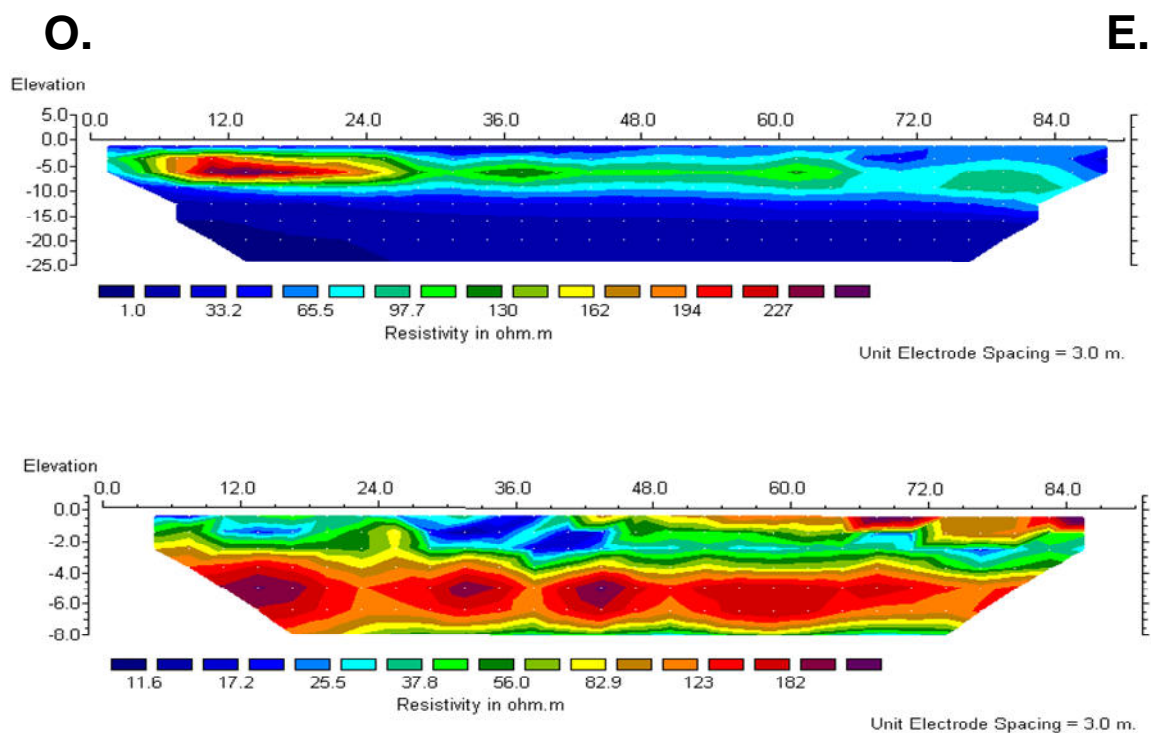 O. E.
Elevation
5.0 0.0 12.0 24.0 36.0 48.0 60.0 72.0 84.0
0.0
-5.0
-10.0
-15.0
-20.0
-25.0
1.0 33.2 65.5 97.7 130 162 194 227
Resistivity in ohm.m
Unit Electrode Spacing = 3.0 m.
Elevation
0.0 12.0 24.0 36.0 48.0 60.0 72.0 84.0
0.0
-2.0
-4.0
-6.0
-8.0
11.6 17.2 25.5 37.8 56.0 82.9 123 182
Resistivity in ohm.m
Unit Electrode Spacing = 3.0 m.